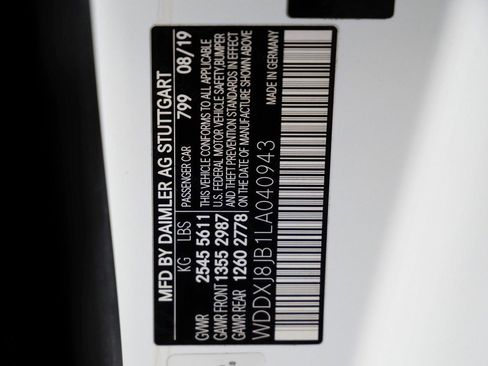 MFD BY DAIMLER AG STUTTGART
KG LBS PASSENGER CAR 799 08/19
GVWR 2545 5611
GAWR FRONT 1355 2987
GAWR REAR 1260 2778
THIS VEHICLE CONFORMS TO ALL APPLICABLE
U.S. FEDERAL MOTOR VEHICLE SAFETY, BUMPER
AND THEFT PREVENTION STANDARDS IN EFFECT
ON THE DATE OF MANUFACTURE SHOWN ABOVE
WDDXJ8JB1LA040943
MADE IN GERMANY